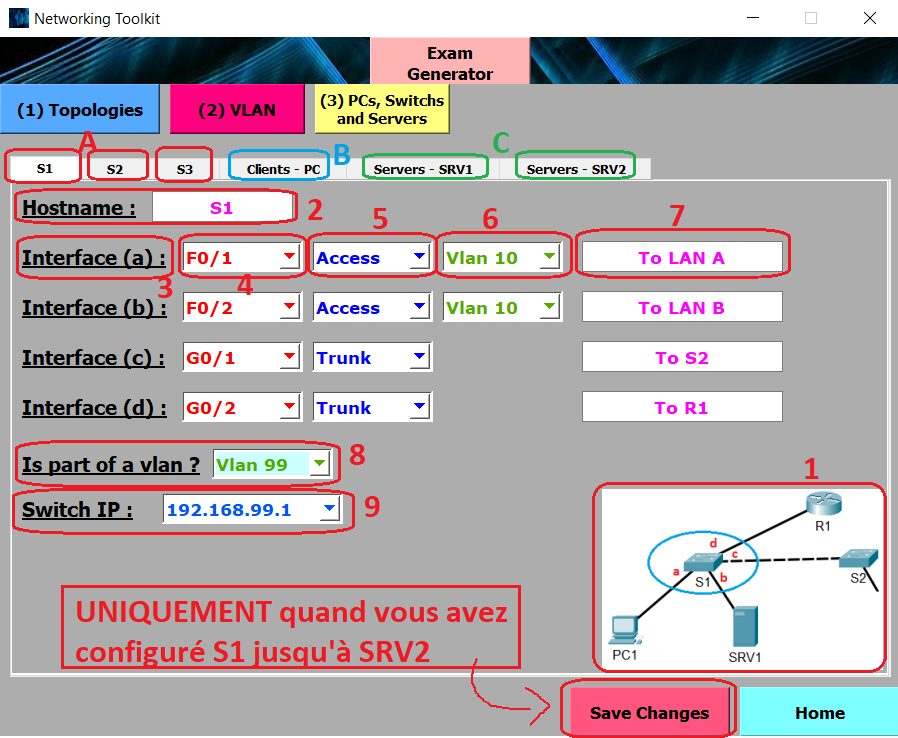 Networking Toolkit
Exam
Generator
(1) Topologies
(2) VLAN
(3) PCs, Switchs
and Servers
A
B
C
S1
S2
S3
Clients - PC
Servers - SRV1
Servers - SRV2
Hostname :
S1
2
5
6
7
Interface (a) :
F0/1
Access
Vlan 10
To LAN A
3
4
Interface (b) :
F0/2
Access
Vlan 10
To LAN B
Interface (c) :
G0/1
Trunk
To S2
Interface (d) :
G0/2
Trunk
To R1
Is part of a vlan ?
Vlan 99
8
Switch IP :
192.168.99.1
9
1
R1
d
c
a
b
S1
S2
PC1
SRV1
UNIQUEMENT quand vous avez
configuré S1 jusqu'à SRV2
Save Changes
Home